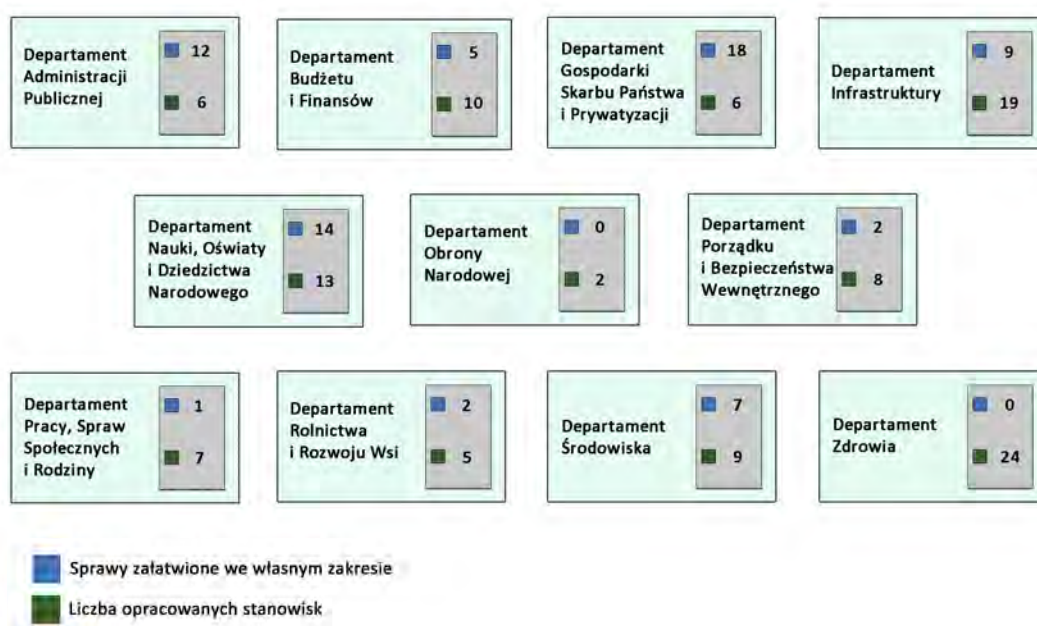 Departament
Administracji
Publicznej
12
6
Departament
Budżetu
i Finansów
5
10
Departament
Gospodarki
Skarbu Państwa
i Prywatyzacji
18
6
Departament
Infrastruktury
9
19
Departament
Nauki, Oświaty
i Dziedzictwa
Narodowego
14
13
Departament
Obrony
Narodowej
0
2
Departament
Porządku
i Bezpieczeństwa
Wewnętrznego
2
8
Departament
Pracy, Spraw
Społecznych
i Rodziny
1
7
Departament
Rolnictwa
i Rozwoju Wsi
2
5
Departament
Środowiska
7
9
Departament
Zdrowia
0
24
Sprawy załatwione we własnym zakresie
Liczba opracowanych stanowisk